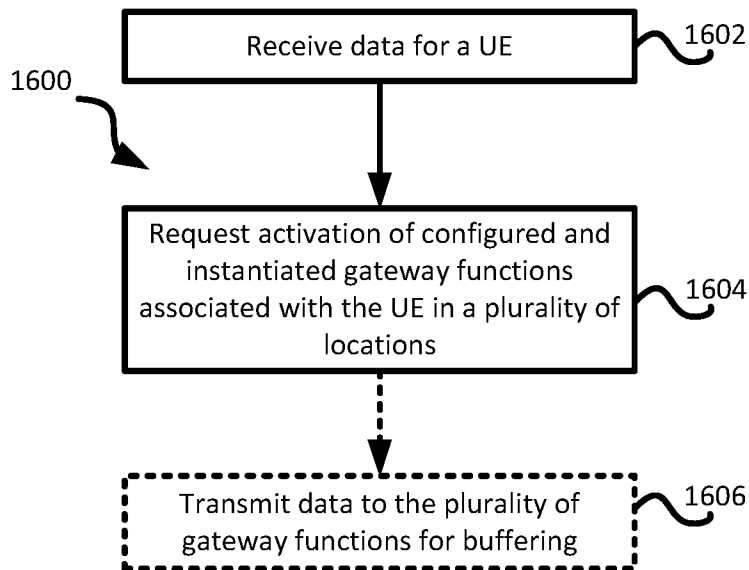 Receive data for a UE
1602
1600
Request activation of configured and
instantiated gateway functions
associated with the UE in a plurality of
locations
1604
Transmit data to the plurality of
gateway functions for buffering
1606